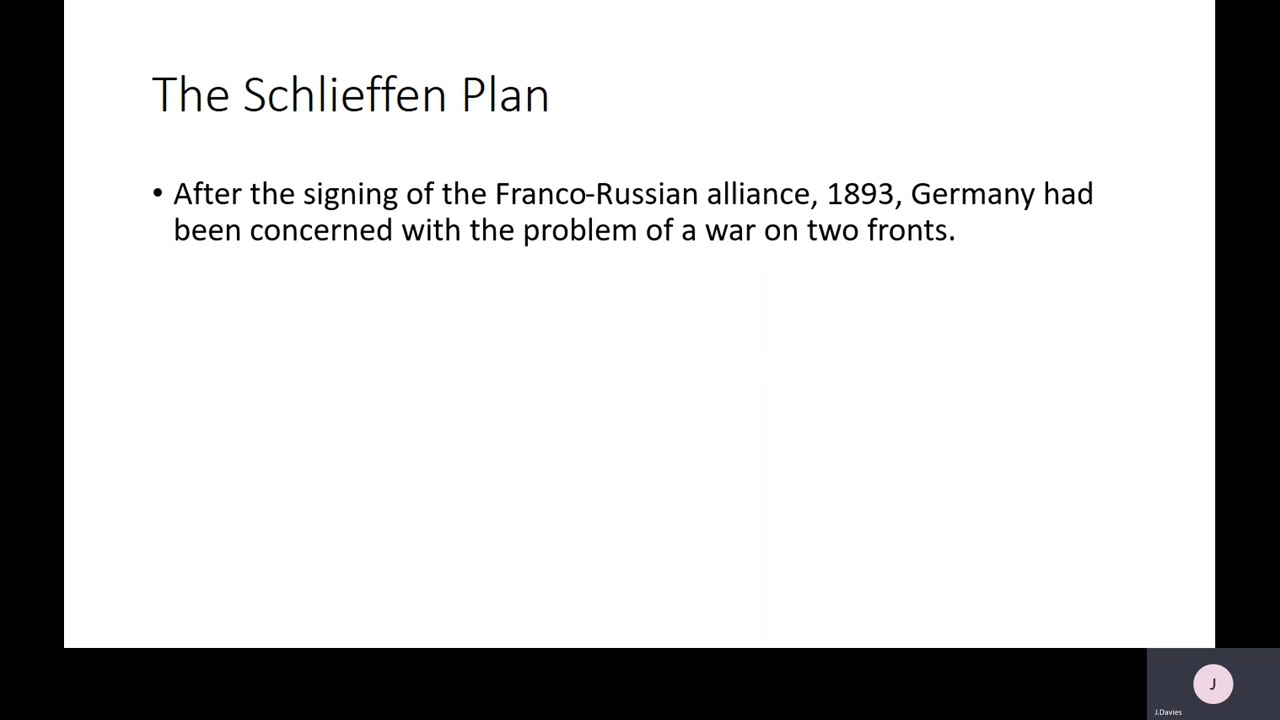 The Schlieffen Plan
• After the signing of the Franco-Russian alliance, 1893, Germany had
been concerned with the problem of a war on two fronts.
J
J.Davies